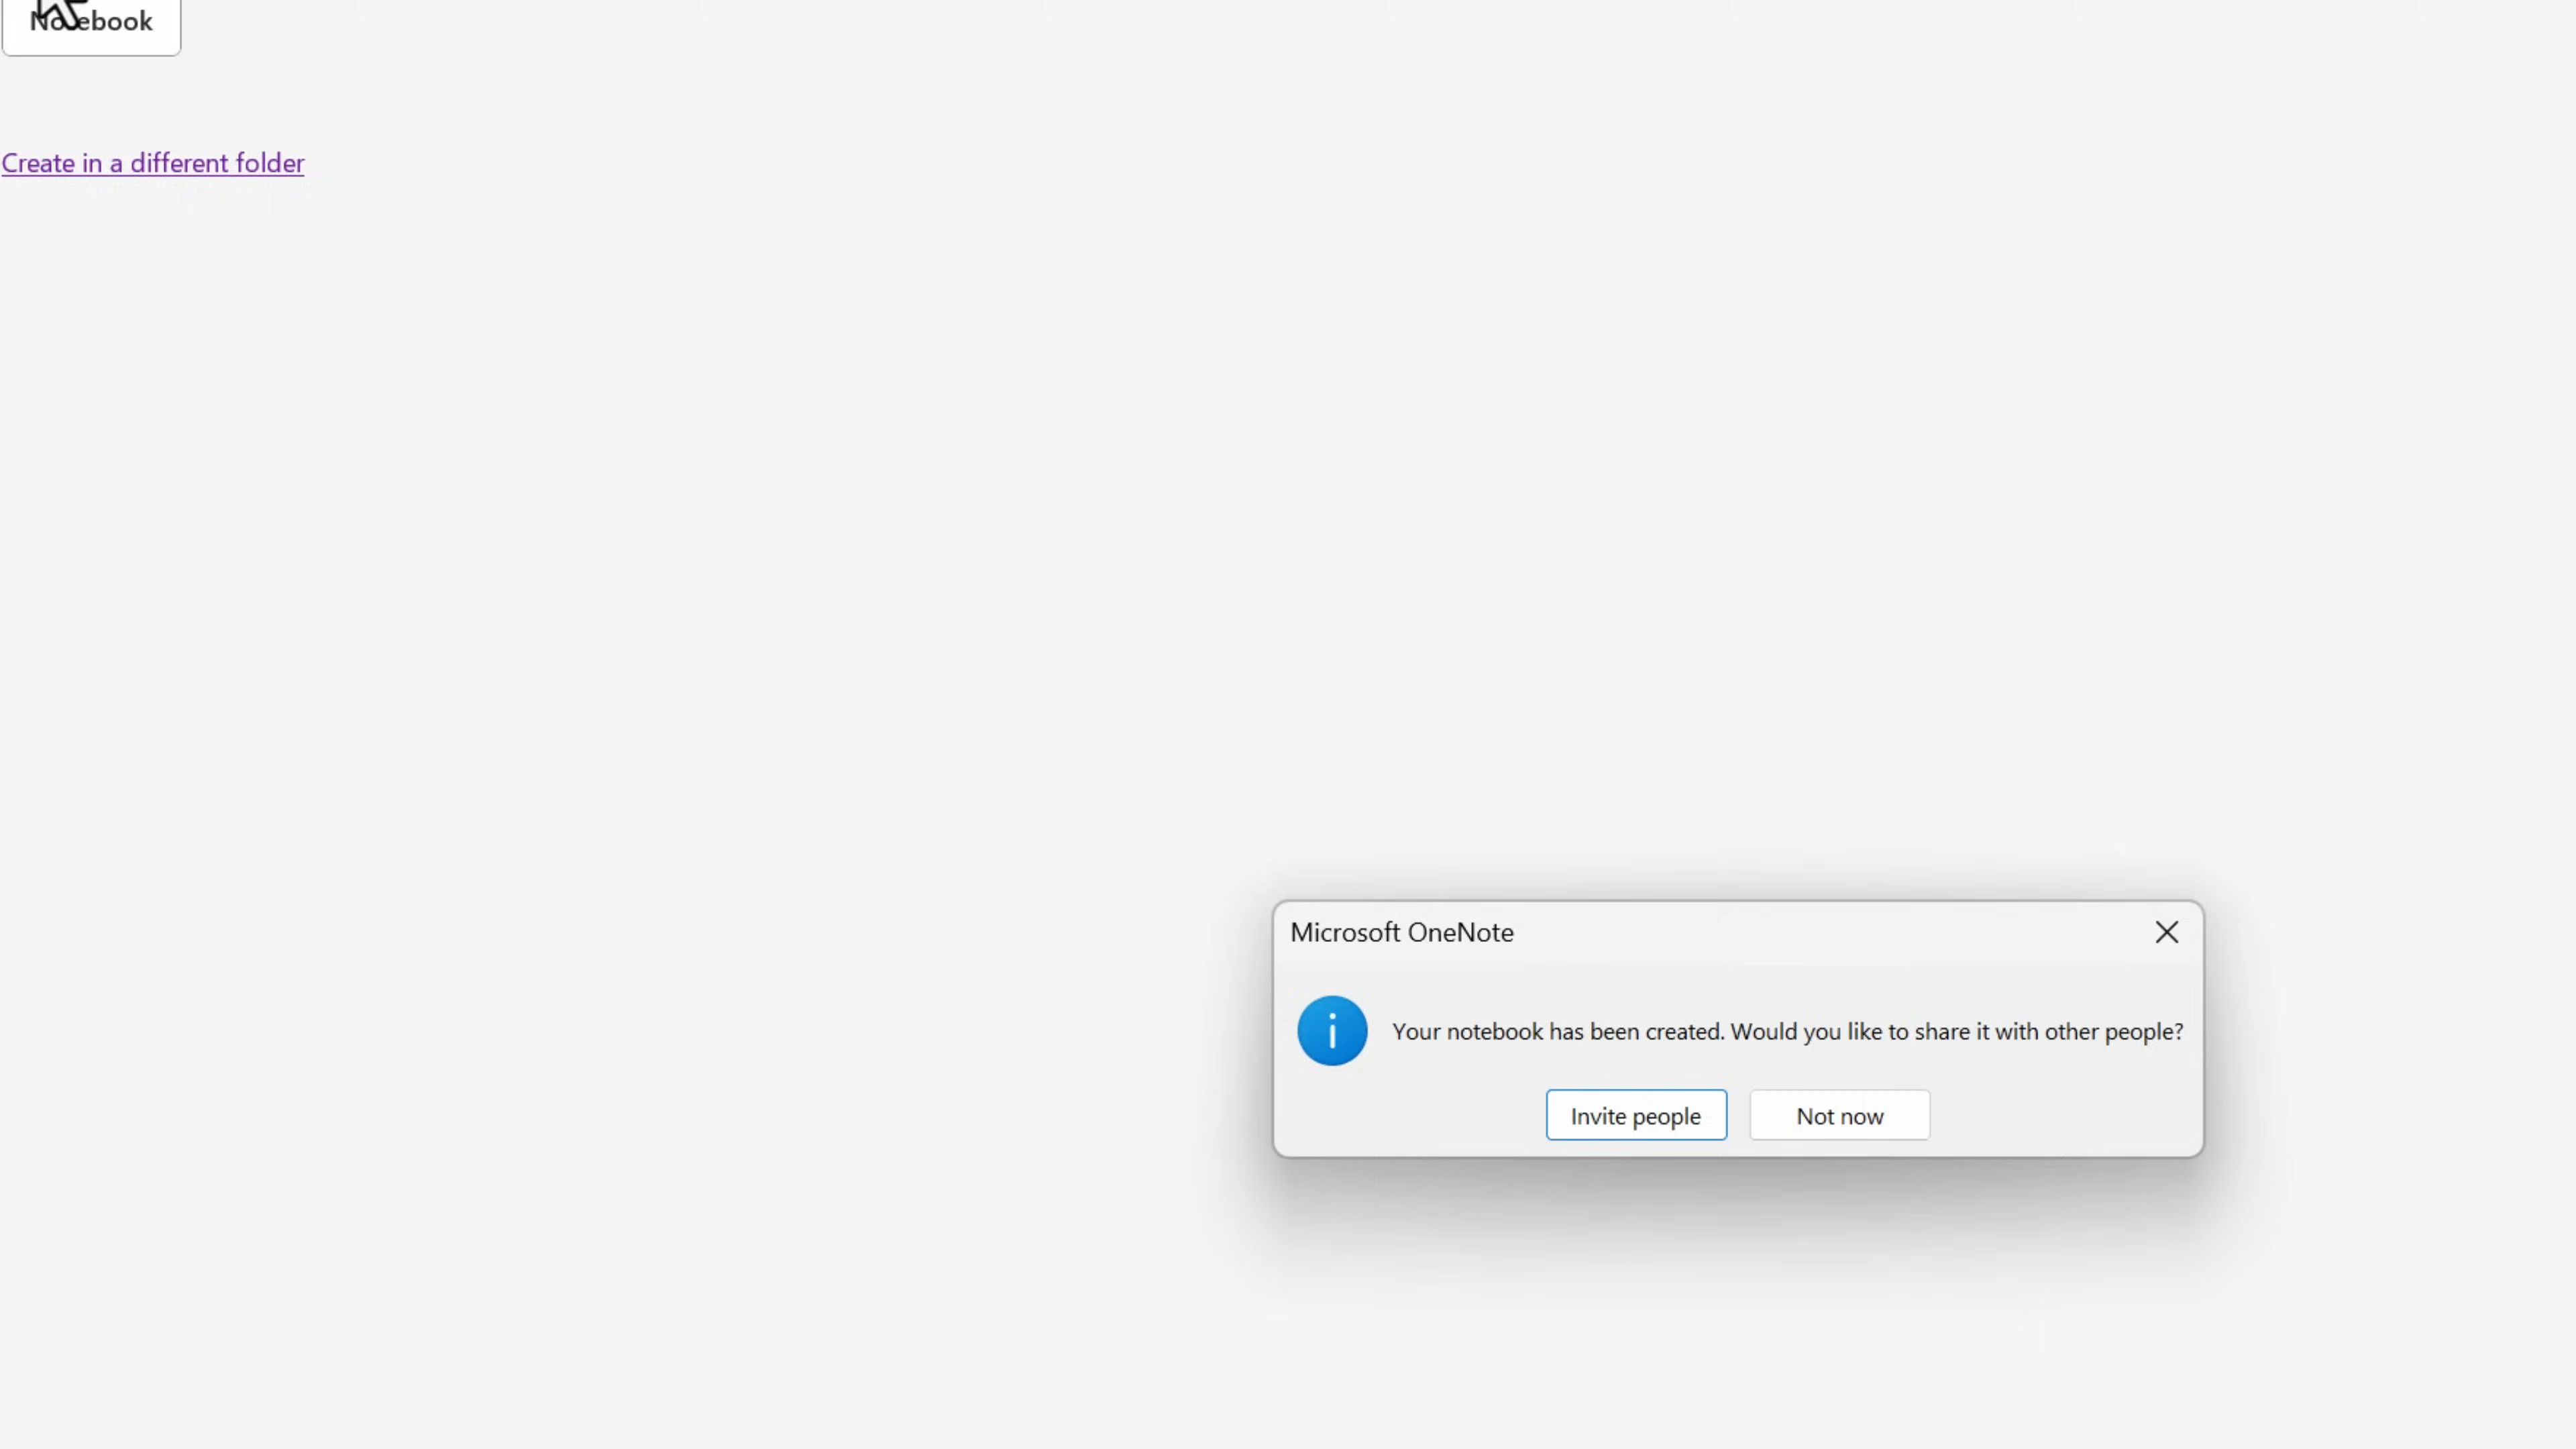 Notebook
Create in a different folder
Microsoft OneNote
Your notebook has been created. Would you like to share it with other people?
Invite people
Not now